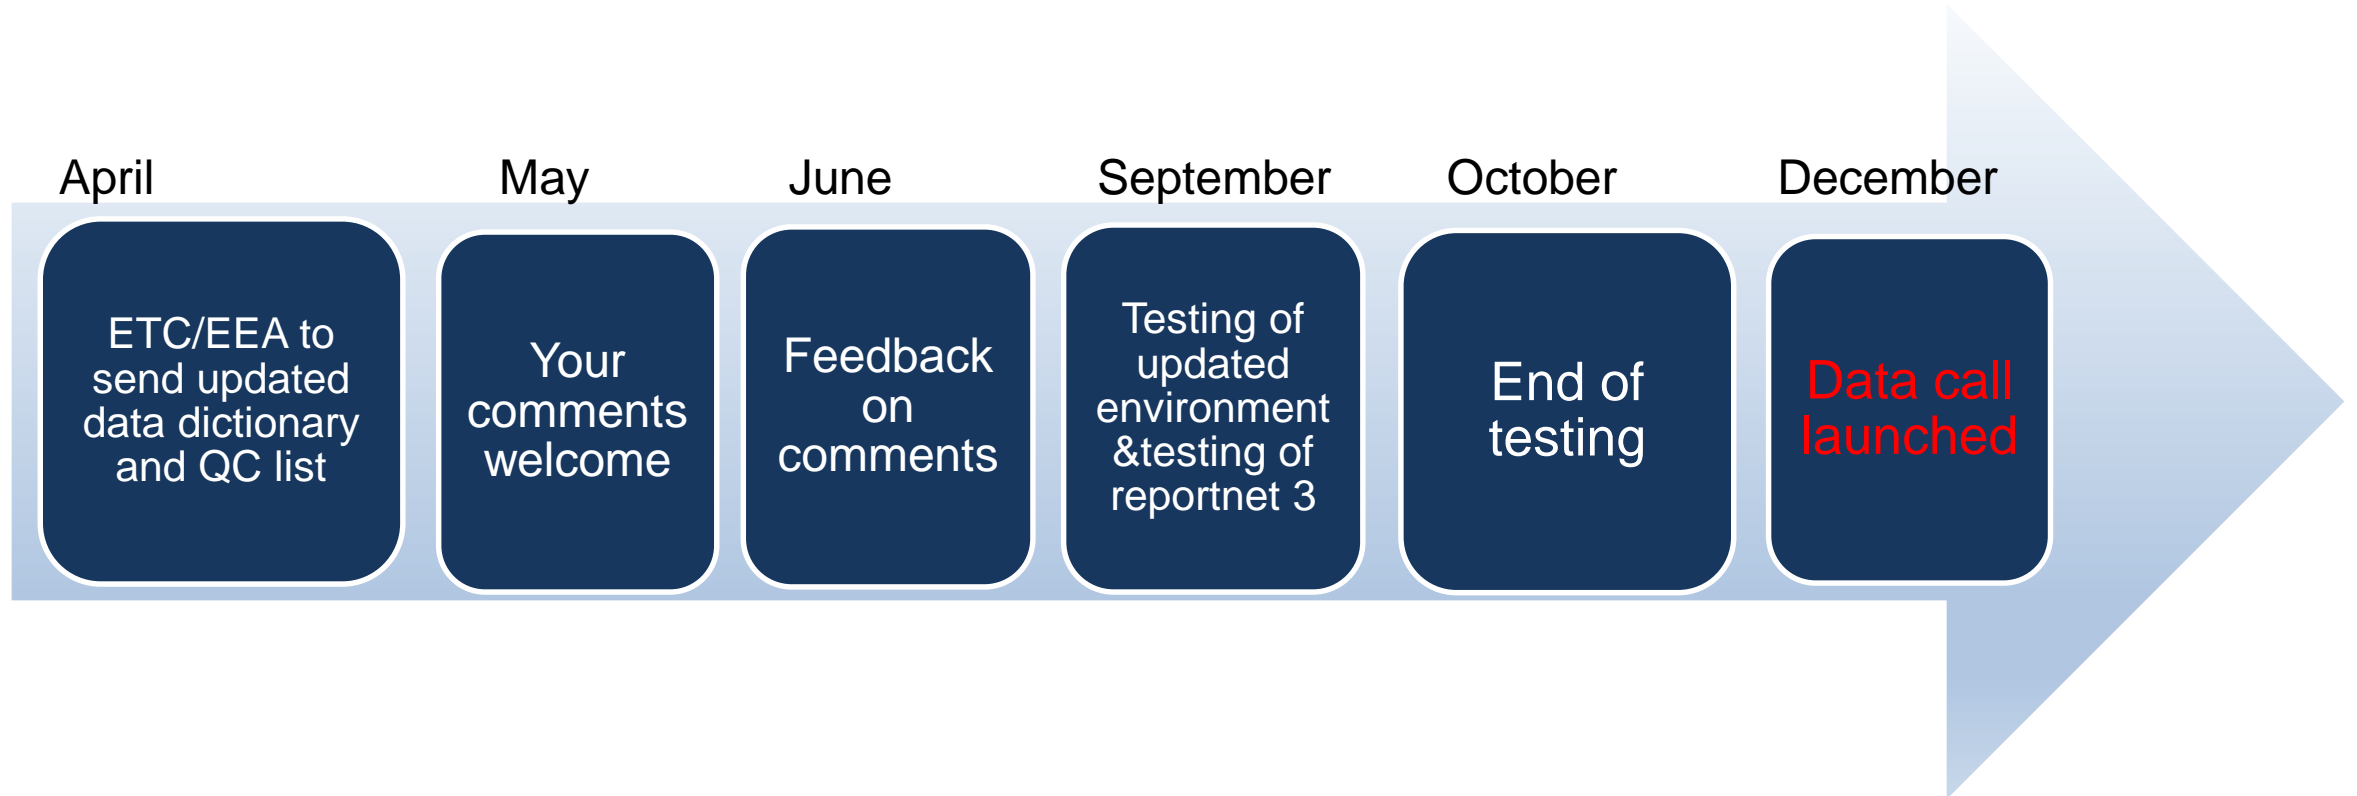 April
ETC/EEA to
send updated
data dictionary
and QC list
May
Your
comments
welcome
June
Feedback
on
comments
September
Testing of
updated
environment
&testing of
reportnet 3
October
End of
testing
December
Data call
launched